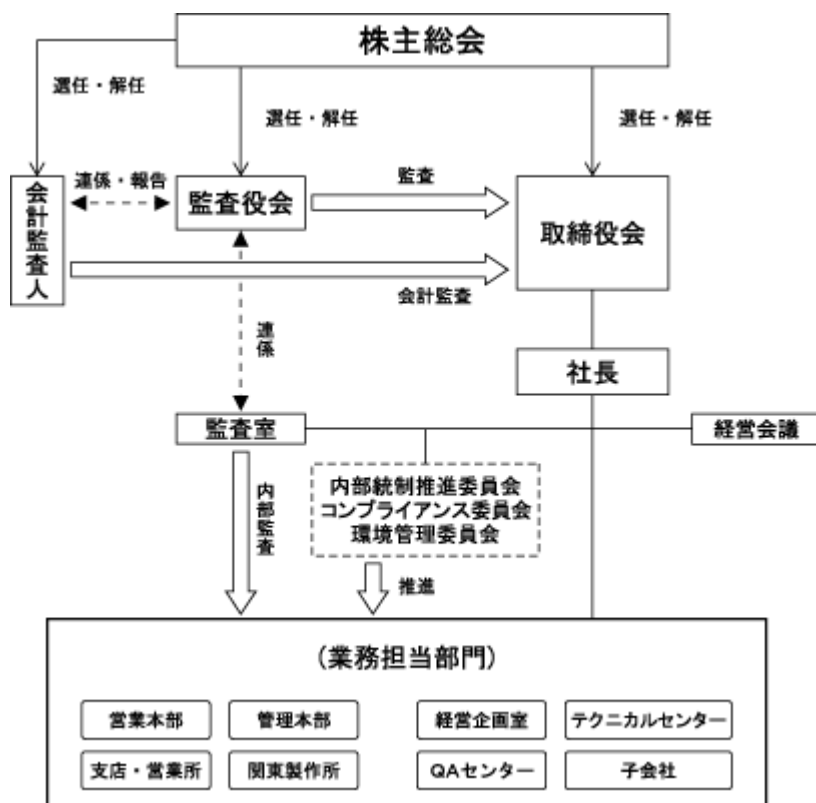 株主総会
選任・解任
選任・解任
選任・解任
会計監査人
連係・報告
監査役会
監査
取締役会
会計監査
連係
社長
監査室
経営会議
内部監査
内部統制推進委員会
コンプライアンス委員会
環境管理委員会
推進
(業務担当部門)
営業本部
管理本部
経営企画室
テクニカルセンター
支店・営業所
関東製作所
QAセンター
子会社